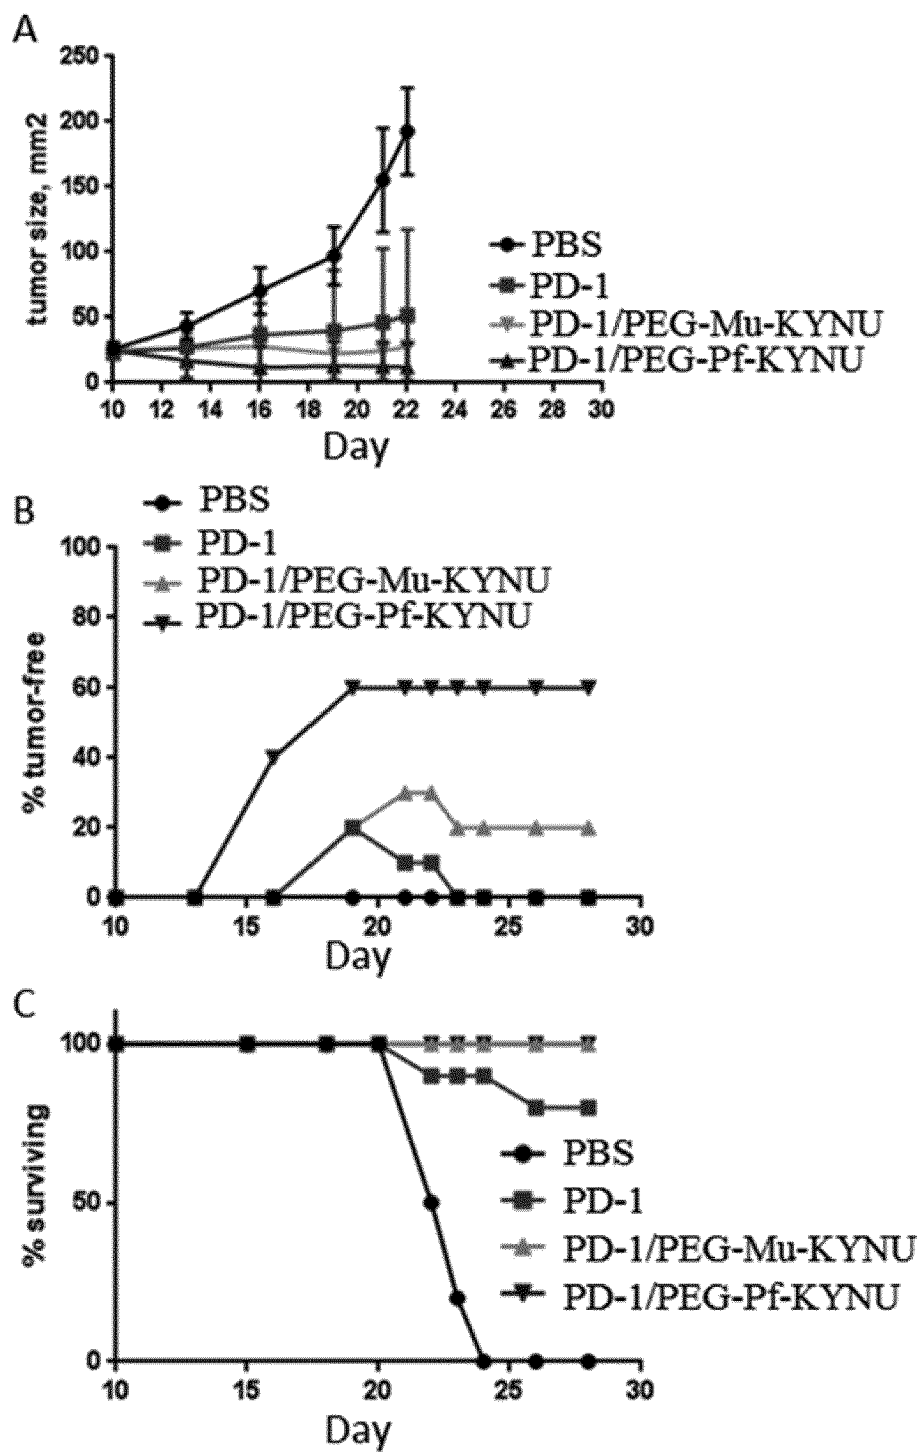 A
tumor size, mm2
250
200
150
100
50
0
10 12 14 16 18 20 22 24 26 28 30
Day
PBS
PD-1
PD-1/PEG-Mu-KYNU
PD-1/PEG-Pf-KYNU
B
PBS
PD-1
PD-1/PEG-Mu-KYNU
PD-1/PEG-Pf-KYNU
% tumor-free
100
80
60
40
20
0
10 15 20 25 30
Day
C
% surviving
100
50
0
PBS
PD-1
PD-1/PEG-Mu-KYNU
PD-1/PEG-Pf-KYNU
10 15 20 25 30
Day